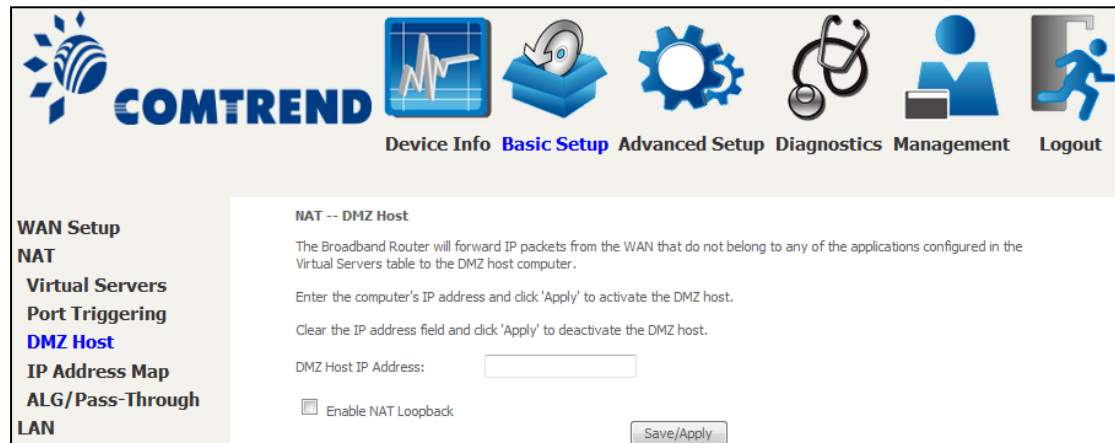 COMTREND
Device Info Basic Setup Advanced Setup Diagnostics Management Logout
WAN Setup
NAT
Virtual Servers
Port Triggering
DMZ Host
IP Address Map
ALG/Pass-Through
LAN
NAT -- DMZ Host
The Broadband Router will forward IP packets from the WAN that do not belong to any of the applications configured in the
Virtual Servers table to the DMZ host computer.
Enter the computer's IP address and click 'Apply' to activate the DMZ host.
Clear the IP address field and click 'Apply' to deactivate the DMZ host.
DMZ Host IP Address:
Enable NAT Loopback
Save/Apply